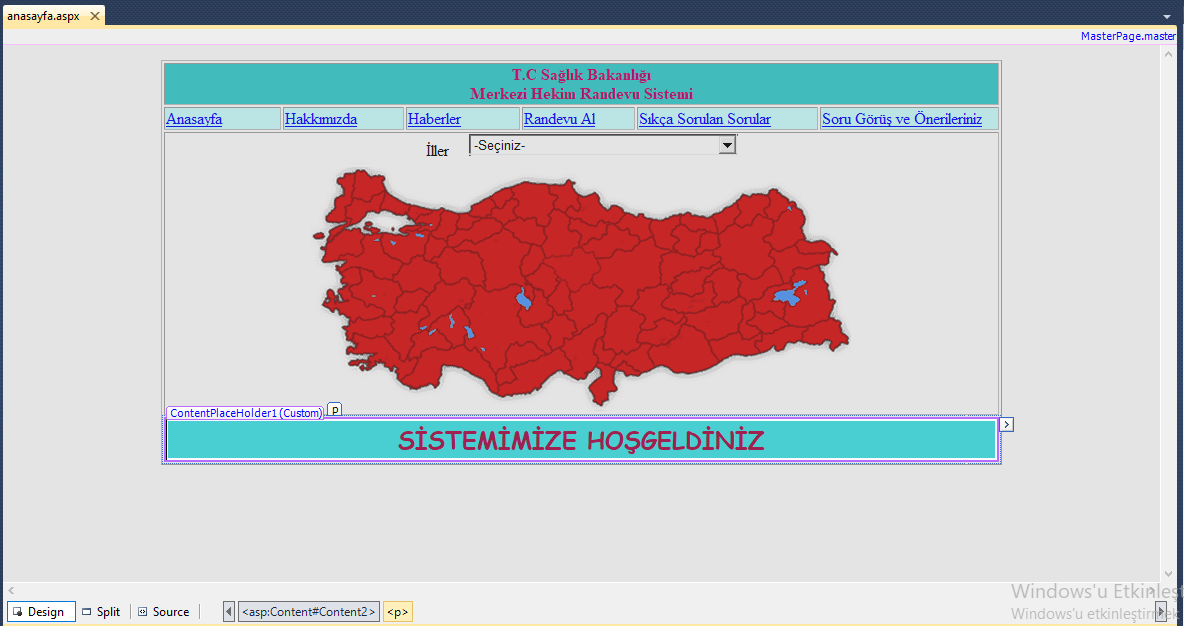 anasayfa.aspx
MasterPage.master
T.C Sağlık Bakanlığı
Merkezi Hekim Randevu Sistemi
Anasayfa Hakkımızda Haberler Randevu Al Sıkça Sorulan Sorular Soru Görüş ve Önerileriniz
İller -Seçiniz-
ContentPlaceHolder1 (Custom) p
SİSTEMİMİZE HOŞGELDİNİZ
Windows'u Etkinleşt
Design Split Source <asp:Content#Content2> <p>
Windows'u etkinleştirmek